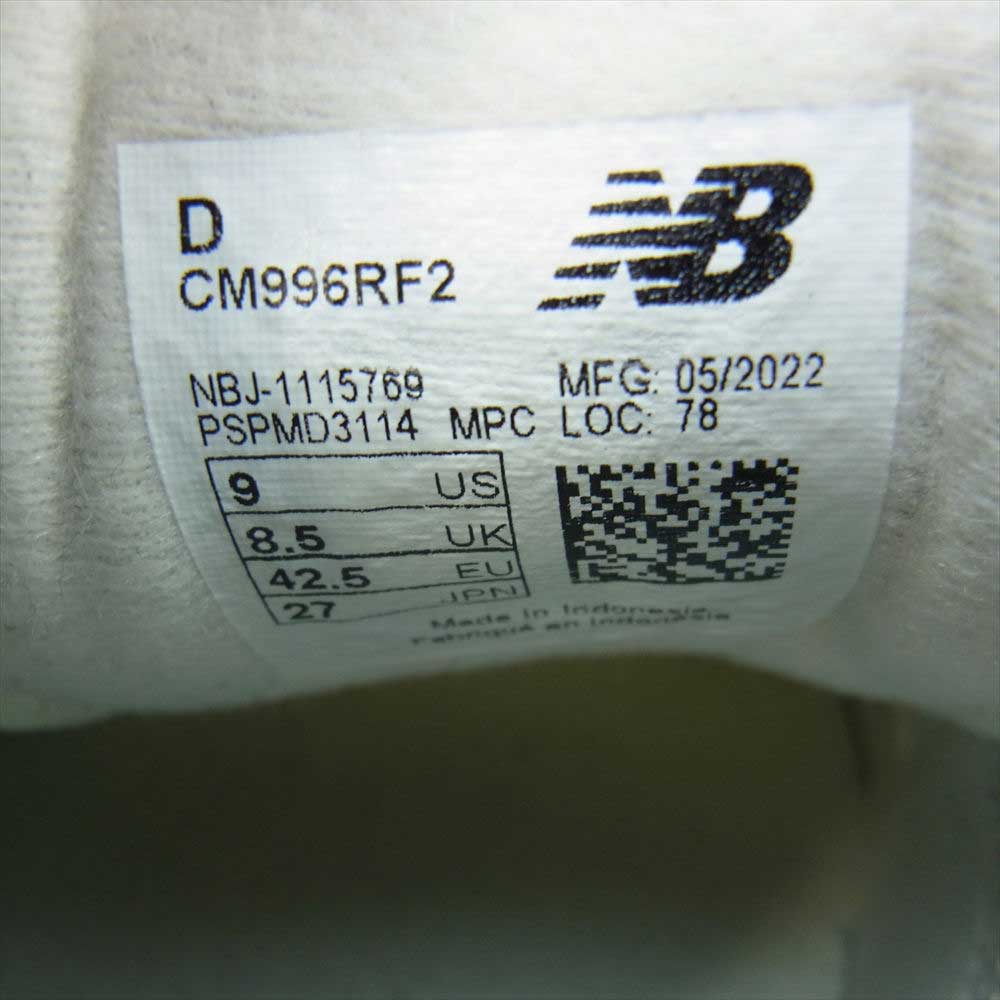 D
CM996RF2
NB
NBJ-1115769 MFG: 05/2022
PSPMD3114 MPC LOC: 78
9 US
8.5 UK
42.5 EU
27 JPN
Made in Indonesia
Fabriqué en Indonésie